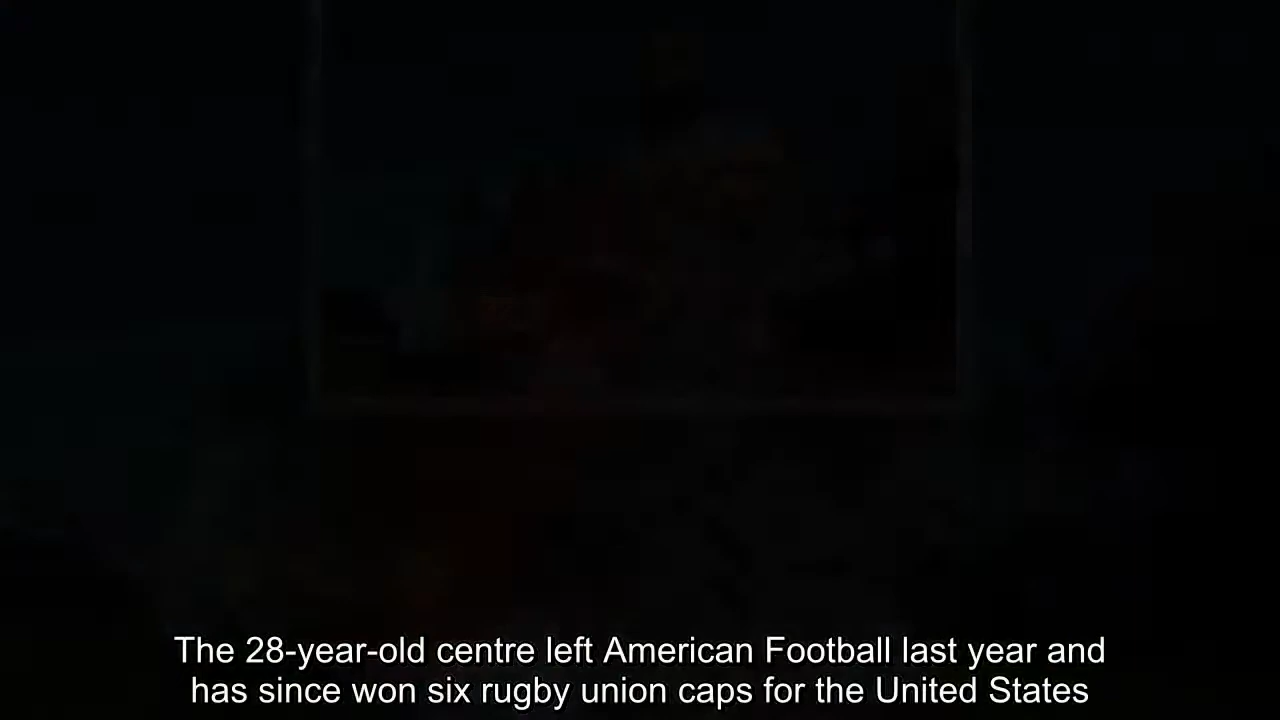 The 28-year-old centre left American Football last year and
has since won six rugby union caps for the United States